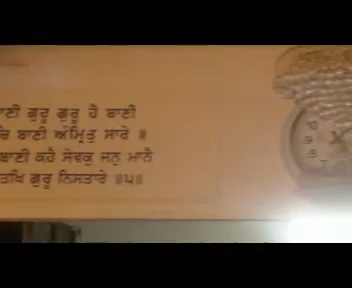 ਬਾਣੀ ਗੁਰੂ ਗੁਰੂ ਹੈ ਬਾਣੀ
ਬਾਣੀ ਅੰਮ੍ਰਿਤੁ ਸਾਰੇ ॥
ਬਾਣੀ ਕਹੈ ਸੇਵਕੁ ਜਨੁ ਮਾਨੈ
ਗੁਰੂ ਨਿਸਤਾਰੇ ॥੫॥